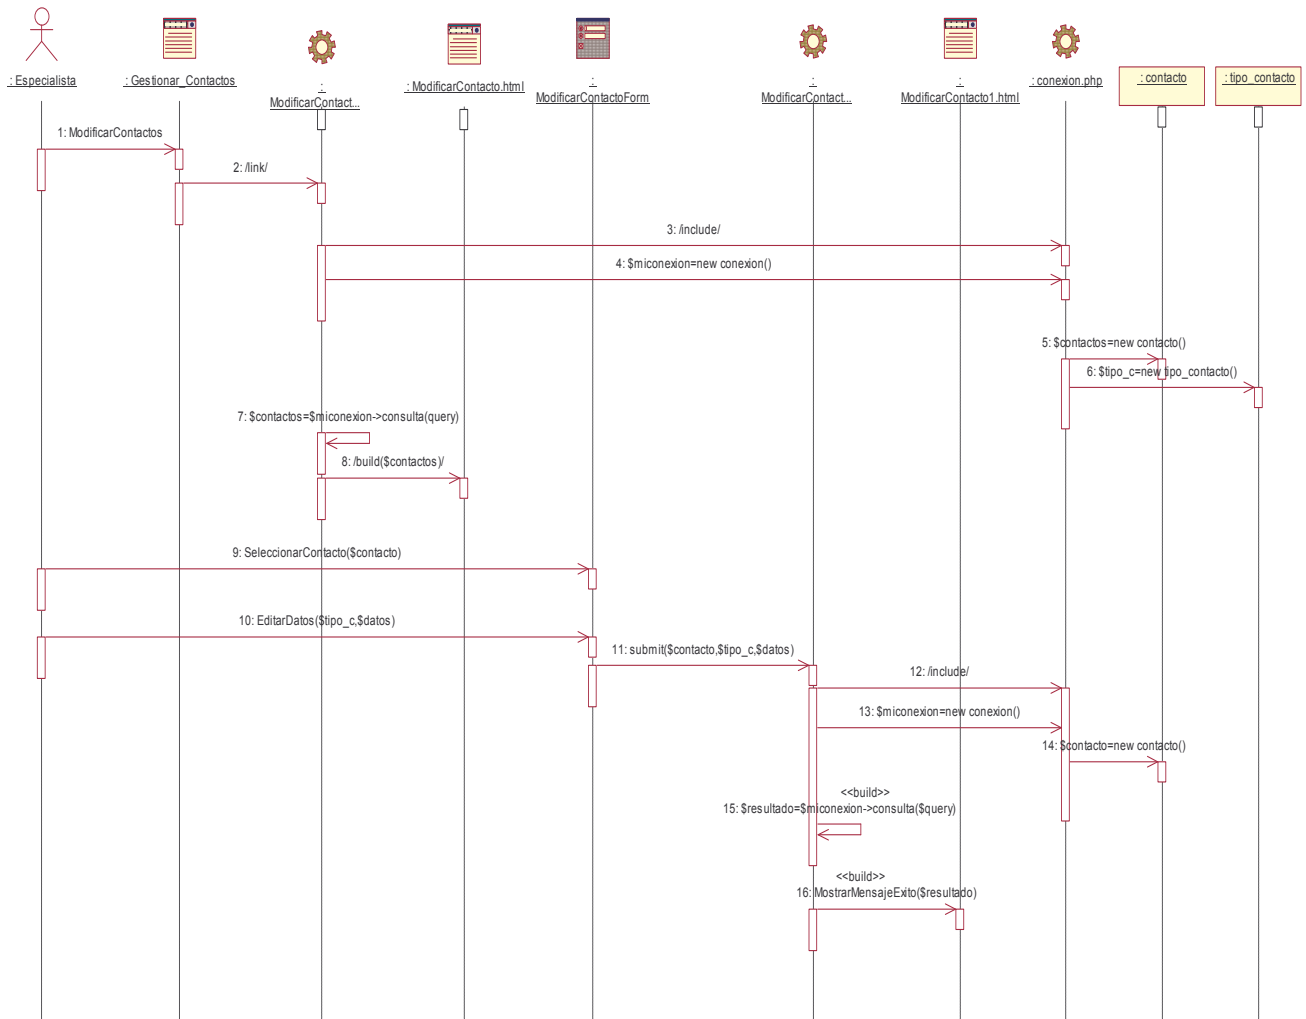 : Especialista
: Gestionar_Contactos
:
ModificarContact...
: ModificarContacto.html
:
ModificarContactoForm
:
ModificarContact...
:
ModificarContacto1.html
: conexion.php
: contacto
: tipo_contacto
1: ModificarContactos
2: /link/
3: /include/
4: $miconexion=new conexion()
5: $contactos=new contacto()
6: $tipo_c=new tipo_contacto()
7: $contactos=$miconexion->consulta(query)
8: /build($contactos)/
9: SeleccionarContacto($contacto)
10: EditarDatos($tipo_c,$datos)
11: submit($contacto,$tipo_c,$datos)
12: /include/
13: $miconexion=new conexion()
14: $contacto=new contacto()
<<build>>
15: $resultado=$miconexion->consulta($query)
<<build>>
16: MostrarMensajeExito($resultado)